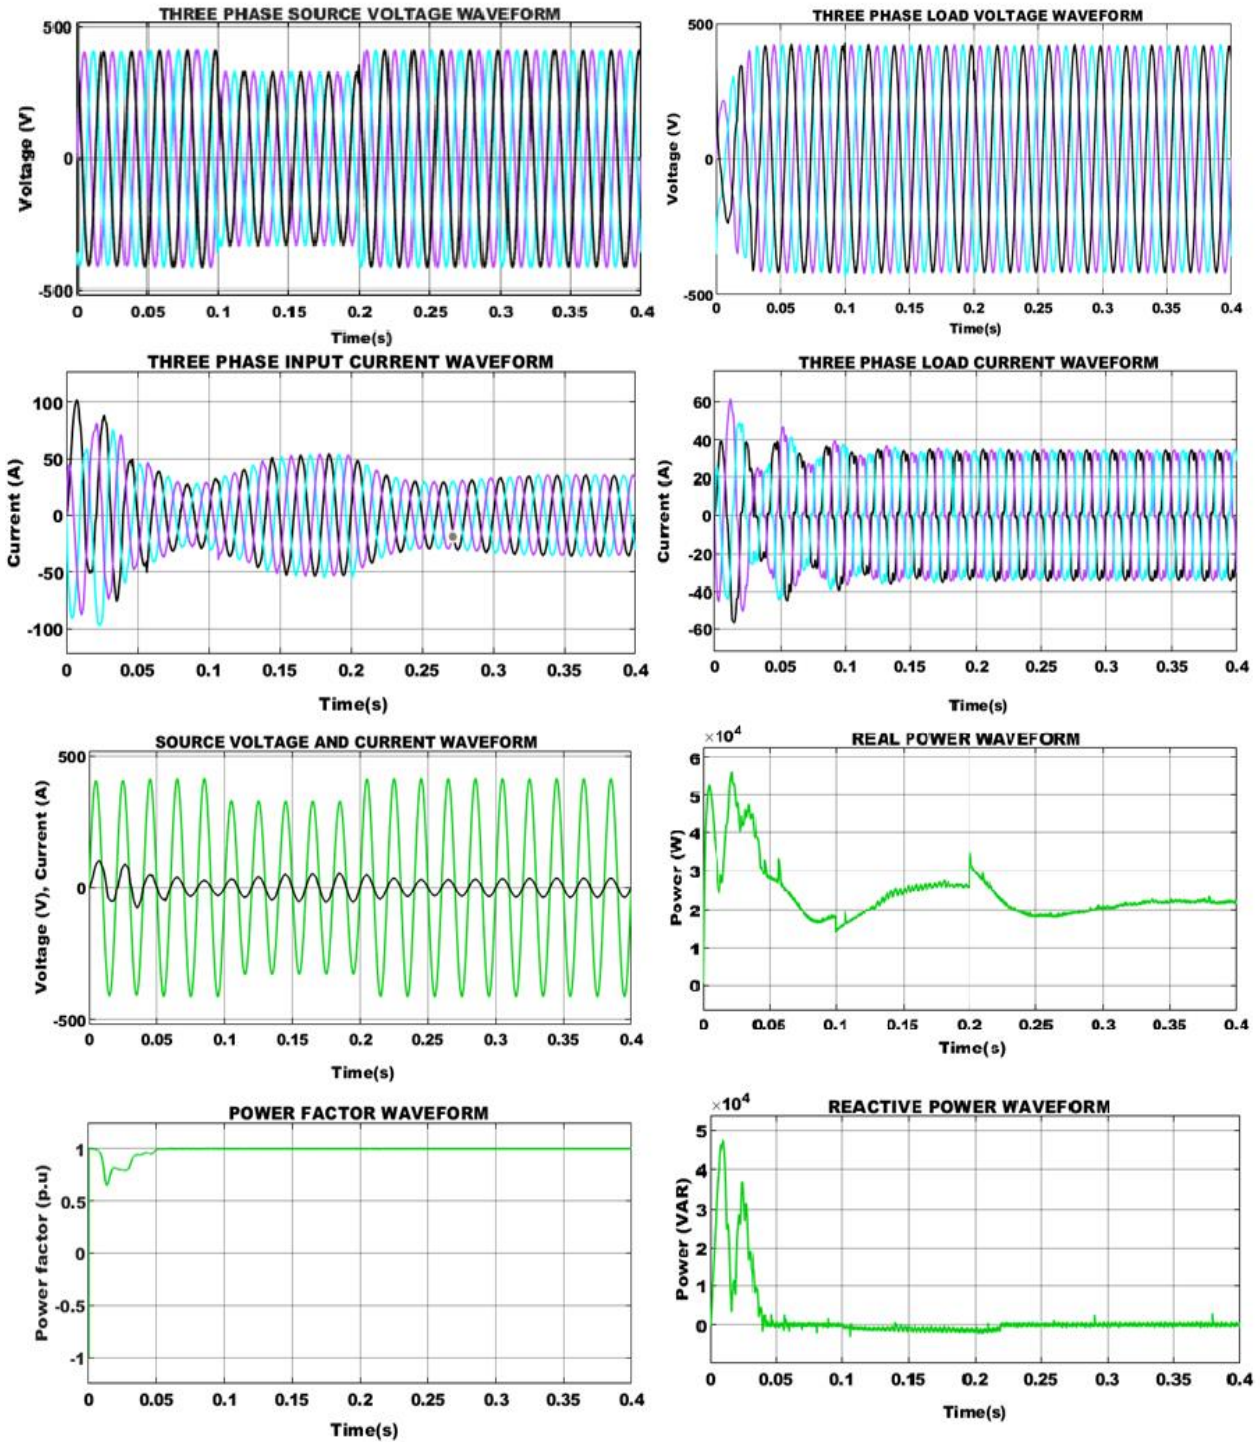 THREE PHASE SOURCE VOLTAGE WAVEFORM
500
0
-500
Voltage (V)
0 0.05 0.1 0.15 0.2 0.25 0.3 0.35 0.4
Time(s)
THREE PHASE LOAD VOLTAGE WAVEFORM
500
0
-500
Voltage (V)
0 0.05 0.1 0.15 0.2 0.25 0.3 0.35 0.4
Time(s)
THREE PHASE INPUT CURRENT WAVEFORM
100
50
0
-50
-100
Current (A)
0 0.05 0.1 0.15 0.2 0.25 0.3 0.35 0.4
Time(s)
THREE PHASE LOAD CURRENT WAVEFORM
60
40
20
0
-20
-40
-60
Current (A)
0 0.05 0.1 0.15 0.2 0.25 0.3 0.35 0.4
Time(s)
SOURCE VOLTAGE AND CURRENT WAVEFORM
500
0
-500
Voltage (V), Current (A)
0 0.05 0.1 0.15 0.2 0.25 0.3 0.35 0.4
Time(s)
×10⁴
REAL POWER WAVEFORM
6
5
4
3
2
1
0
Power (W)
0 0.05 0.1 0.15 0.2 0.25 0.3 0.35 0.4
Time(s)
POWER FACTOR WAVEFORM
1
0.5
0
-0.5
-1
Power factor (p.u)
0 0.05 0.1 0.15 0.2 0.25 0.3 0.35 0.4
Time(s)
×10⁴
REACTIVE POWER WAVEFORM
5
4
3
2
1
0
Power (VAR)
0 0.05 0.1 0.15 0.2 0.25 0.3 0.35 0.4
Time(s)